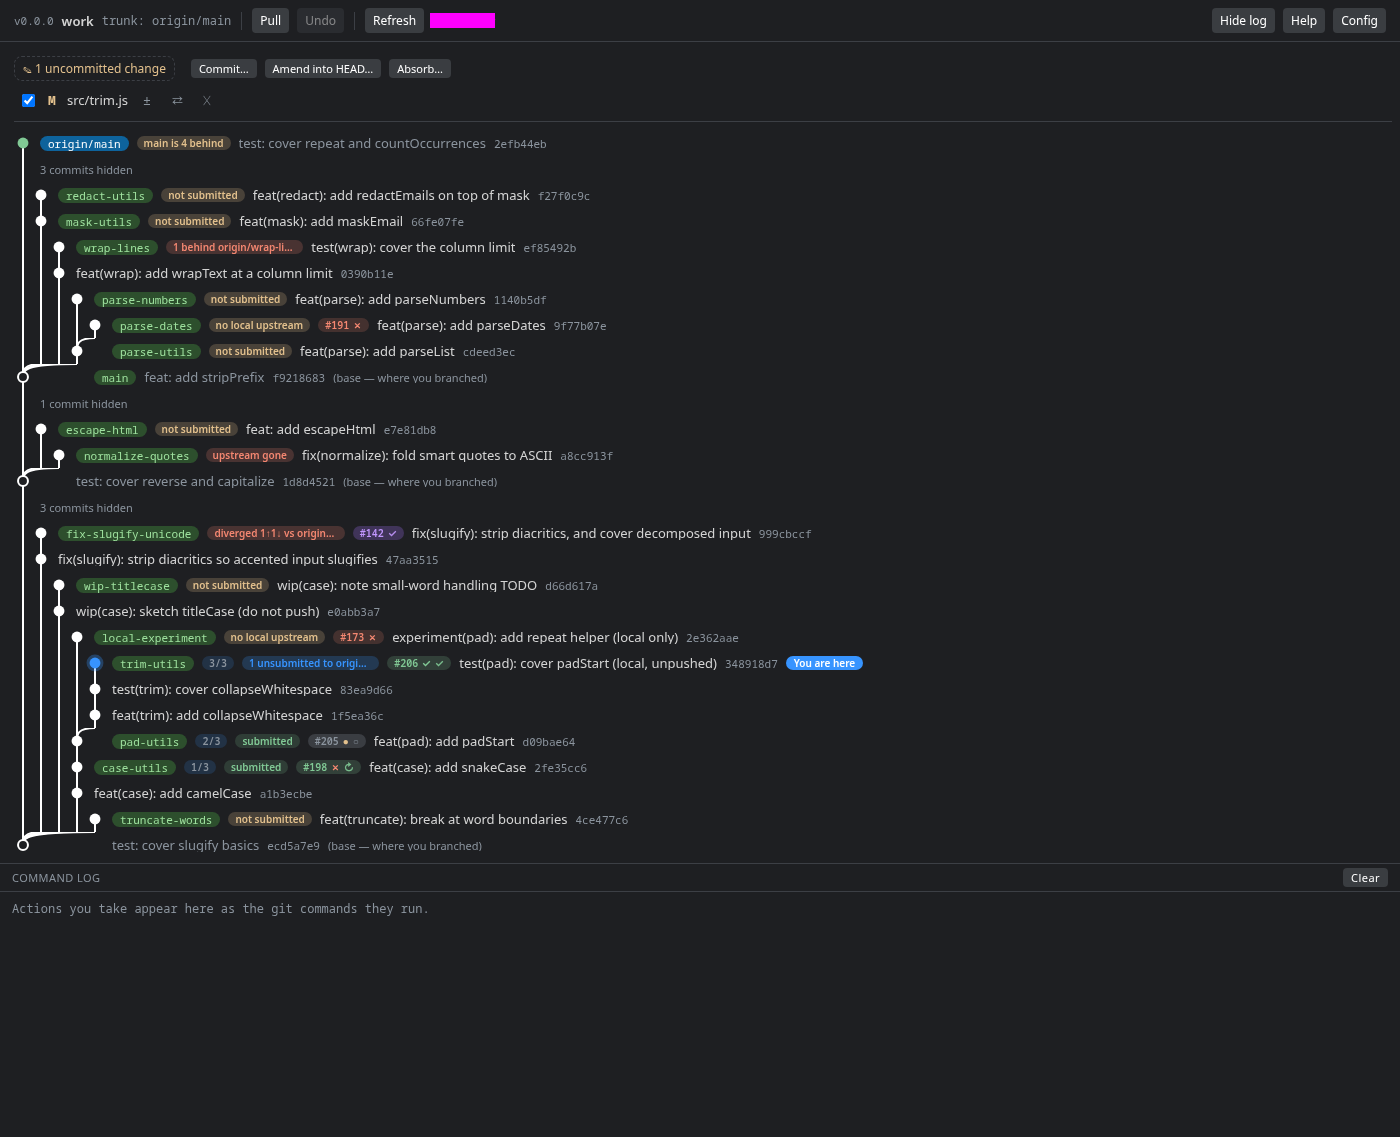 v0.0.0 work trunk: origin/main Pull Undo Refresh Hide log Help Config
✎ 1 uncommitted change Commit... Amend into HEAD... Absorb...
M src/trim.js ± ⇄ X
origin/main main is 4 behind test: cover repeat and countOccurrences 2efb44eb
3 commits hidden
redact-utils not submitted feat(redact): add redactEmails on top of mask f27f0c9c
mask-utils not submitted feat(mask): add maskEmail 66fe07fe
wrap-lines 1 behind origin/wrap-li... test(wrap): cover the column limit ef85492b
feat(wrap): add wrapText at a column limit 0390b11e
parse-numbers not submitted feat(parse): add parseNumbers 1140b5df
parse-dates no local upstream #191 × feat(parse): add parseDates 9f77b07e
parse-utils not submitted feat(parse): add parseList cdeed3ec
main feat: add stripPrefix f9218683 (base — where you branched)
1 commit hidden
escape-html not submitted feat: add escapeHtml e7e81db8
normalize-quotes upstream gone fix(normalize): fold smart quotes to ASCII a8cc913f
test: cover reverse and capitalize 1d8d4521 (base — where you branched)
3 commits hidden
fix-slugify-unicode diverged 1↑1↓ vs origin... #142 ✓ fix(slugify): strip diacritics, and cover decomposed input 999cbccf
fix(slugify): strip diacritics so accented input slugifies 47aa3515
wip-titlecase not submitted wip(case): note small-word handling TODO d66d617a
wip(case): sketch titleCase (do not push) e0abb3a7
local-experiment no local upstream #173 × experiment(pad): add repeat helper (local only) 2e362aae
trim-utils 3/3 1 unsubmitted to origi... #206 ✓ ✓ test(pad): cover padStart (local, unpushed) 348918d7 You are here
test(trim): cover collapseWhitespace 83ea9d66
feat(trim): add collapseWhitespace 1f5ea36c
pad-utils 2/3 submitted #205 ● ○ feat(pad): add padStart d09bae64
case-utils 1/3 submitted #198 × ↻ feat(case): add snakeCase 2fe35cc6
feat(case): add camelCase a1b3ecbe
truncate-words not submitted feat(truncate): break at word boundaries 4ce477c6
test: cover slugify basics ecd5a7e9 (base — where you branched)
COMMAND LOG Clear
Actions you take appear here as the git commands they run.